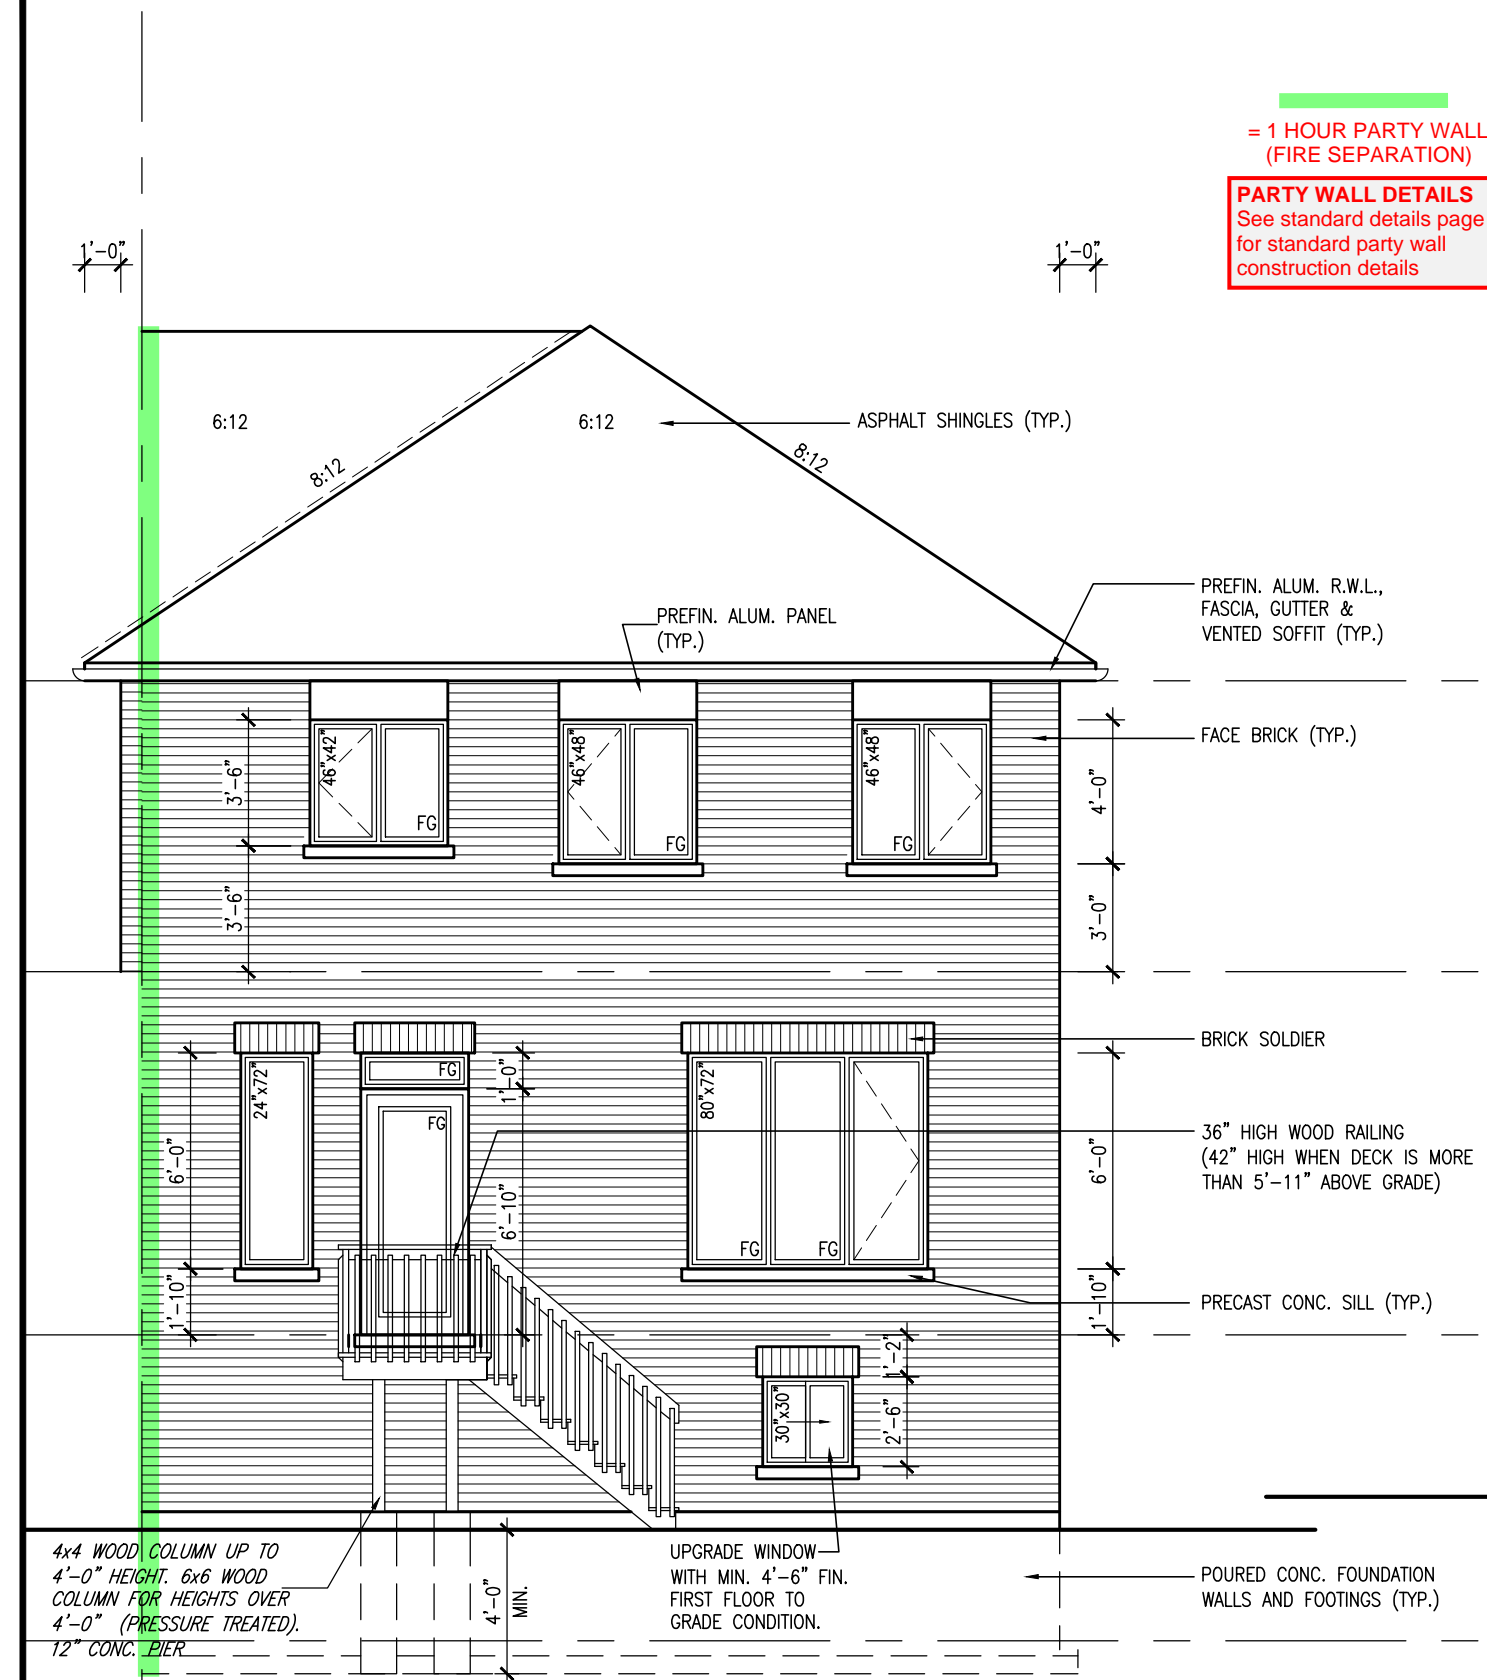 = 1 HOUR PARTY WALL
(FIRE SEPARATION)
PARTY WALL DETAILS
See standard details page
for standard party wall
construction details
1'-0"
1'-0"
6:12
6:12
ASPHALT SHINGLES (TYP.)
8:12
8:12
PREFIN. ALUM. R.W.L.,
FASCIA, GUTTER &
VENTED SOFFIT (TYP.)
PREFIN. ALUM. PANEL
(TYP.)
FACE BRICK (TYP.)
46"x42"
46"x48"
46"x48"
3'-6"
4'-0"
FG
FG
FG
3'-6"
3'-0"
BRICK SOLDIER
FG
1'-0"
24"x72"
80"x72"
FG
36" HIGH WOOD RAILING
(42" HIGH WHEN DECK IS MORE
THAN 5'-11" ABOVE GRADE)
6'-0"
6'-10"
6'-0"
FG
FG
1'-10"
1'-10"
PRECAST CONC. SILL (TYP.)
1'-2"
30"x30"
2'-6"
4x4 WOOD COLUMN UP TO
4'-0" HEIGHT. 6x6 WOOD
COLUMN FOR HEIGHTS OVER
4'-0" (PRESSURE TREATED).
12" CONC. PIER
4'-0"
MIN.
UPGRADE WINDOW
WITH MIN. 4'-6" FIN.
FIRST FLOOR TO
GRADE CONDITION.
POURED CONC. FOUNDATION
WALLS AND FOOTINGS (TYP.)